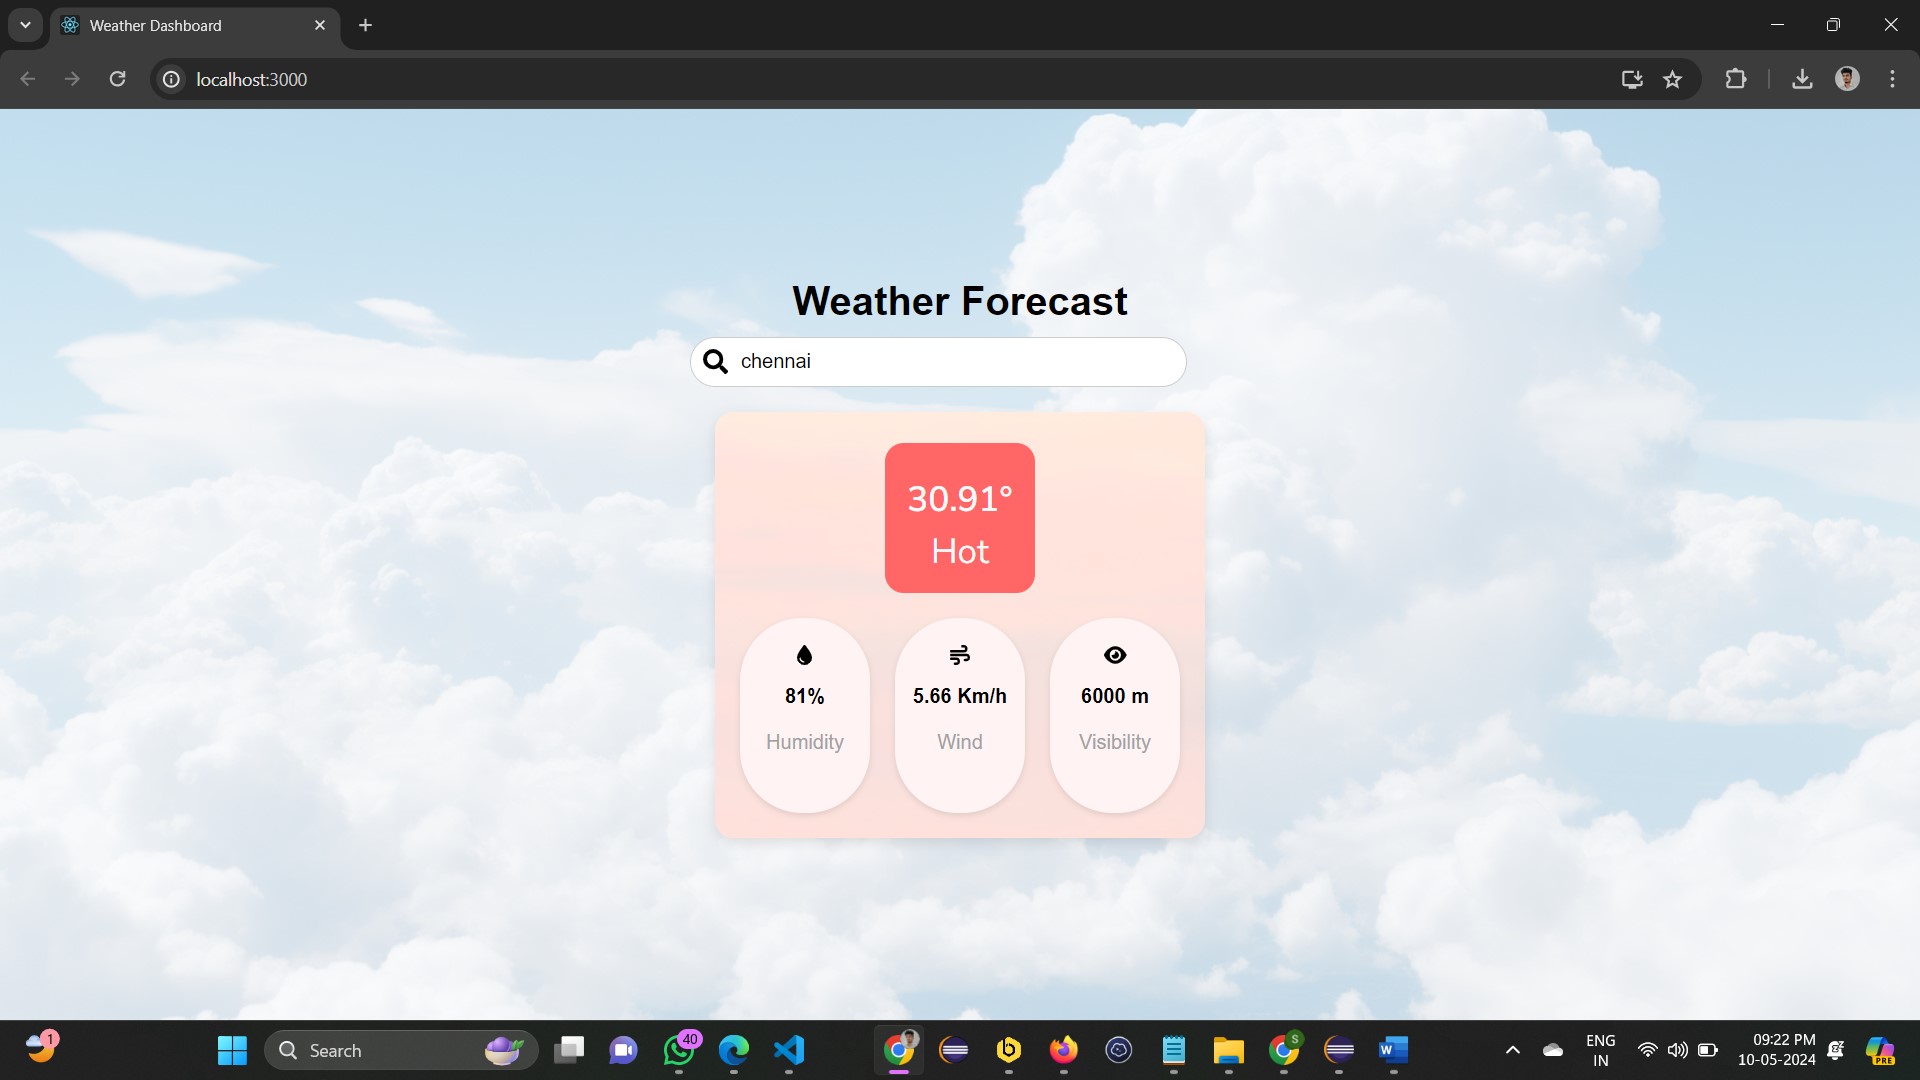 Weather Dashboard
localhost:3000
Weather Forecast
chennai
30.91°
Hot
81%
5.66 Km/h
6000 m
Humidity
Wind
Visibility
1
Search
40
S
W
ENG
IN
09:22 PM
10-05-2024
PRE